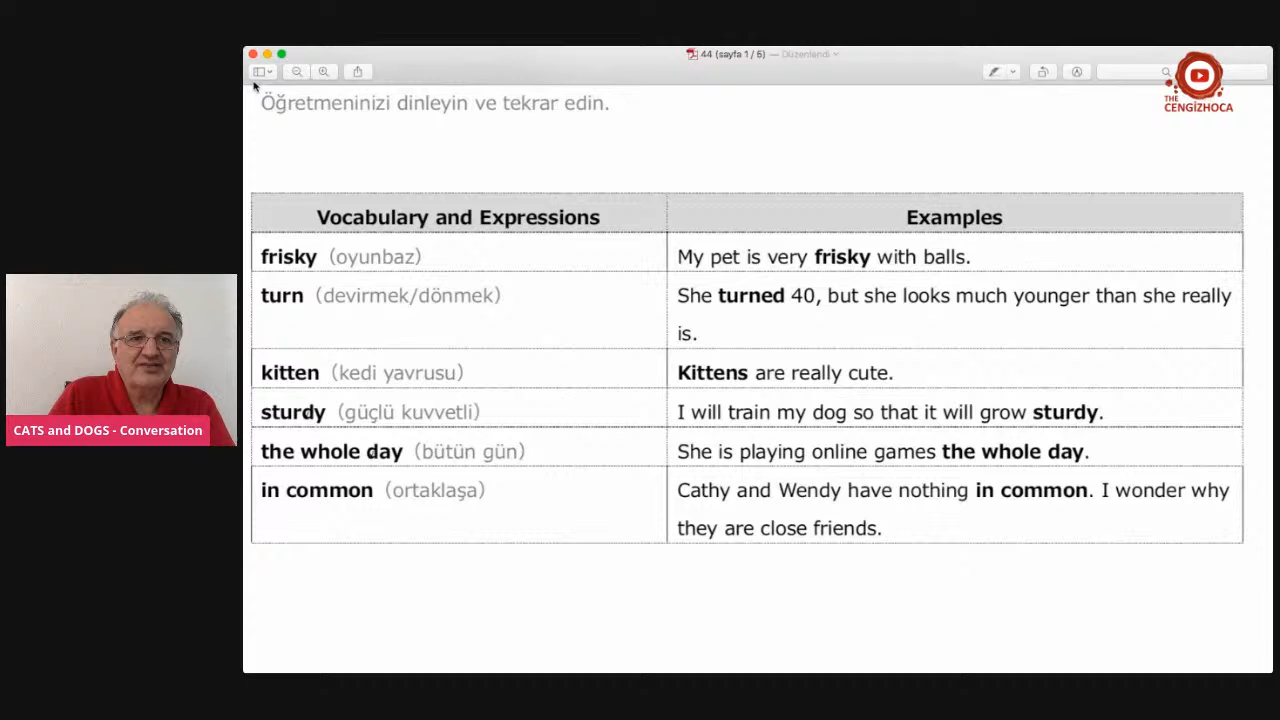 44 (sayfa 1 / 6) — Düzenlendi
THE
CENGİZHOCA
Öğretmeninizi dinleyin ve tekrar edin.
Vocabulary and Expressions Examples
frisky (oyunbaz) My pet is very frisky with balls.
turn (devirmek/dönmek) She turned 40, but she looks much younger than she really
is.
kitten (kedi yavrusu) Kittens are really cute.
sturdy (güçlü kuvvetli) I will train my dog so that it will grow sturdy.
the whole day (bütün gün) She is playing online games the whole day.
in common (ortaklaşa) Cathy and Wendy have nothing in common. I wonder why
they are close friends.
CATS and DOGS - Conversation